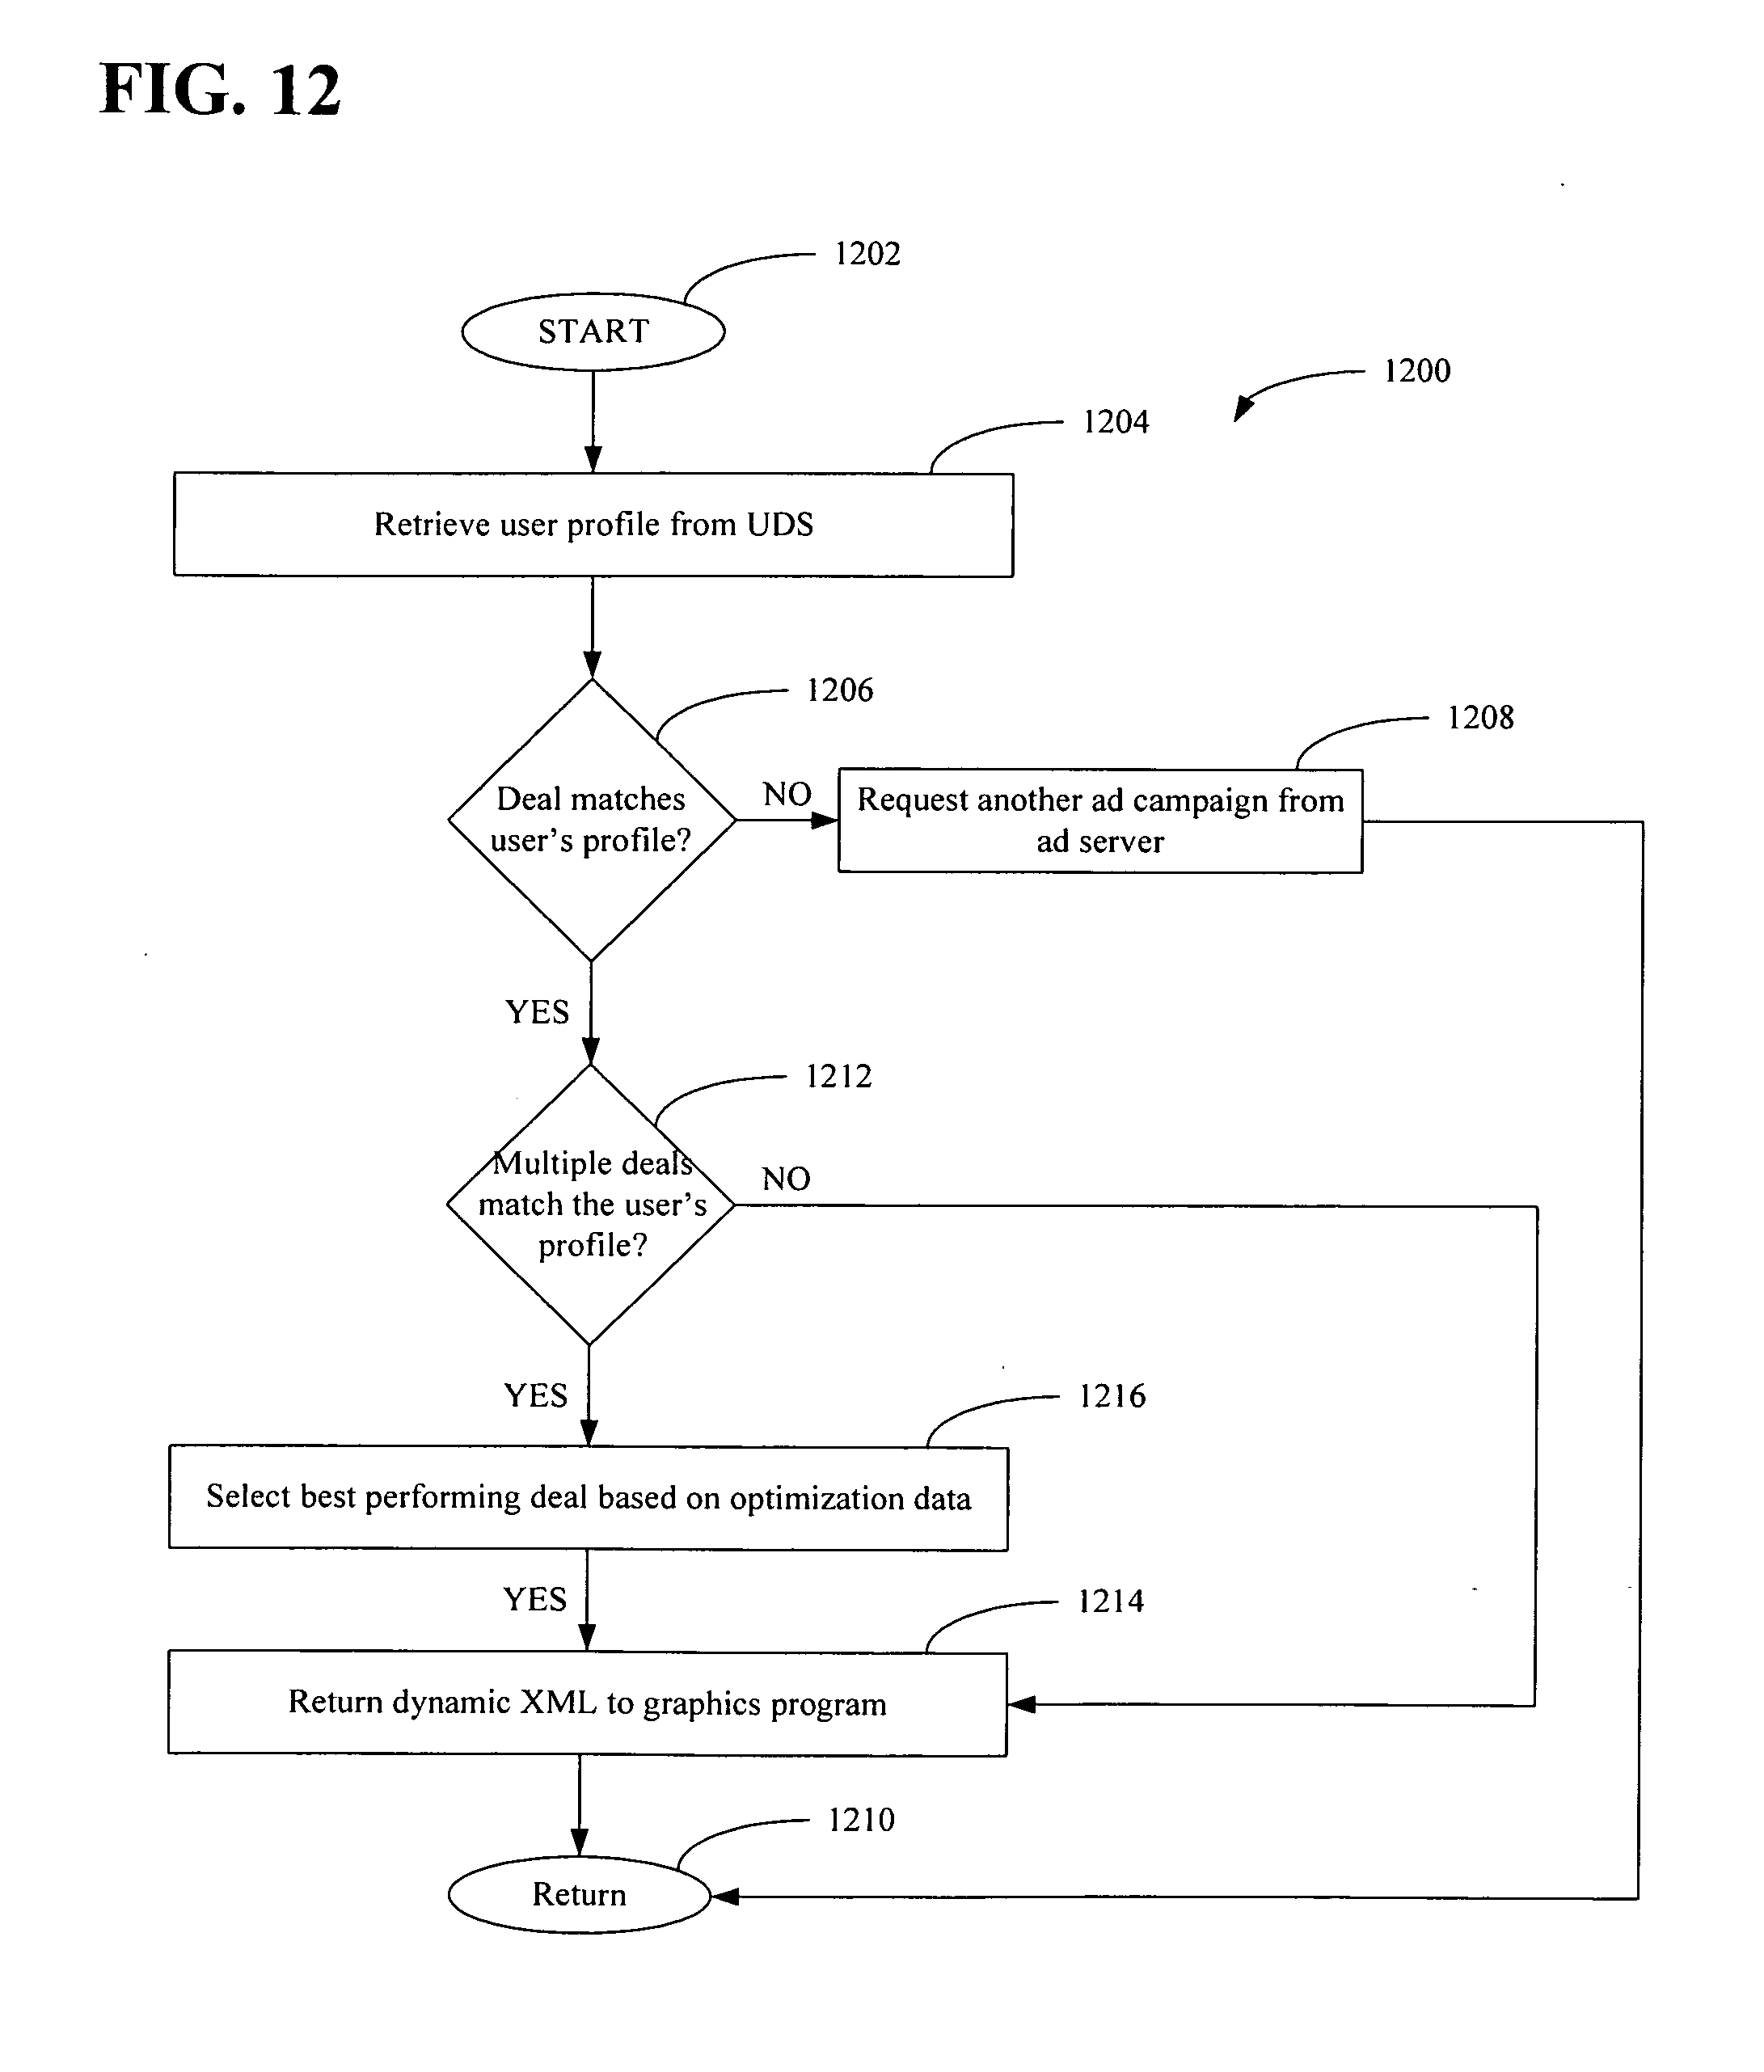 FIG. 12
1202
START
1200
1204
Retrieve user profile from UDS
1206
1208
Deal matches
user's profile?
NO
Request another ad campaign from
ad server
YES
1212
Multiple deals
match the user's
profile?
NO
YES
1216
Select best performing deal based on optimization data
YES
1214
Return dynamic XML to graphics program
1210
Return